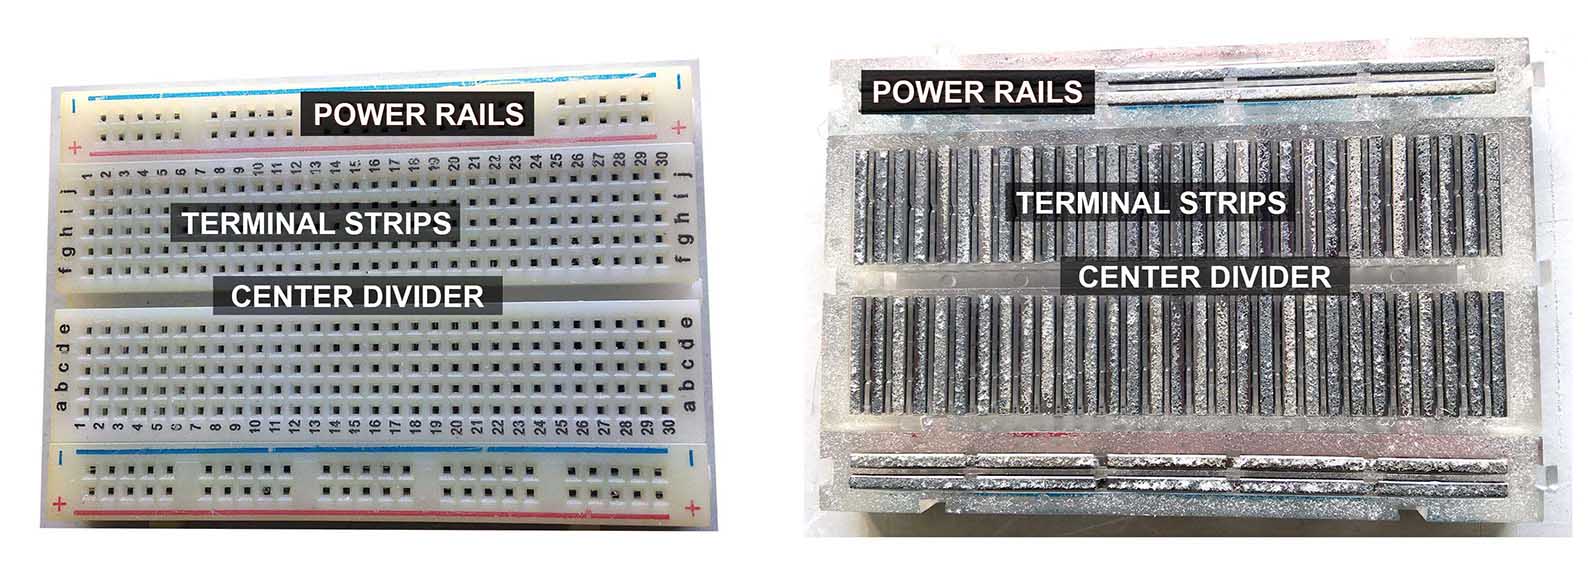 − −
POWER RAILS
+ +
1 2 3 4 5 6 7 8 9 10 11 12 13 14 15 16 17 18 19 20 21 22 23 24 25 26 27 28 29 30
j j
i i
h h
TERMINAL STRIPS
g g
f f
CENTER DIVIDER
e e
d d
c c
b b
a a
1 2 3 4 5 6 7 8 9 10 11 12 13 14 15 16 17 18 19 20 21 22 23 24 25 26 27 28 29 30
− −
+ +
POWER RAILS
TERMINAL STRIPS
CENTER DIVIDER